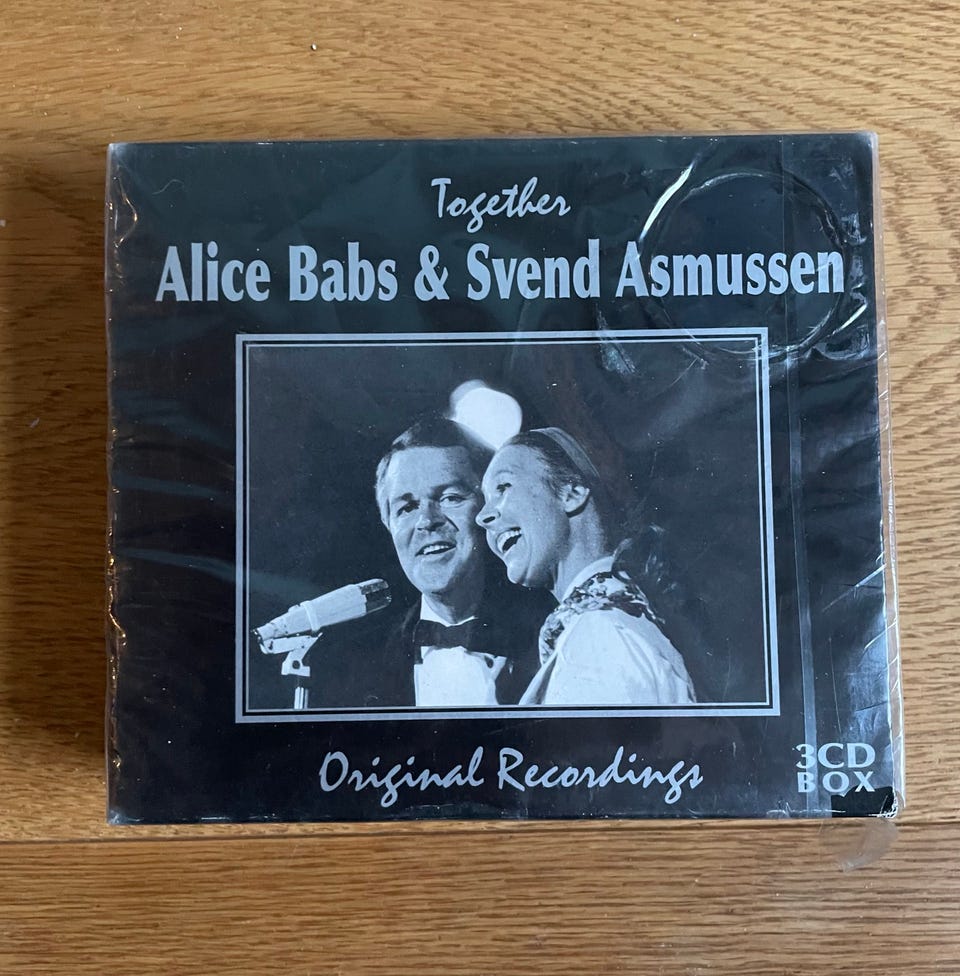 Together
Alice Babs & Svend Asmussen
Original Recordings
3CD
BOX